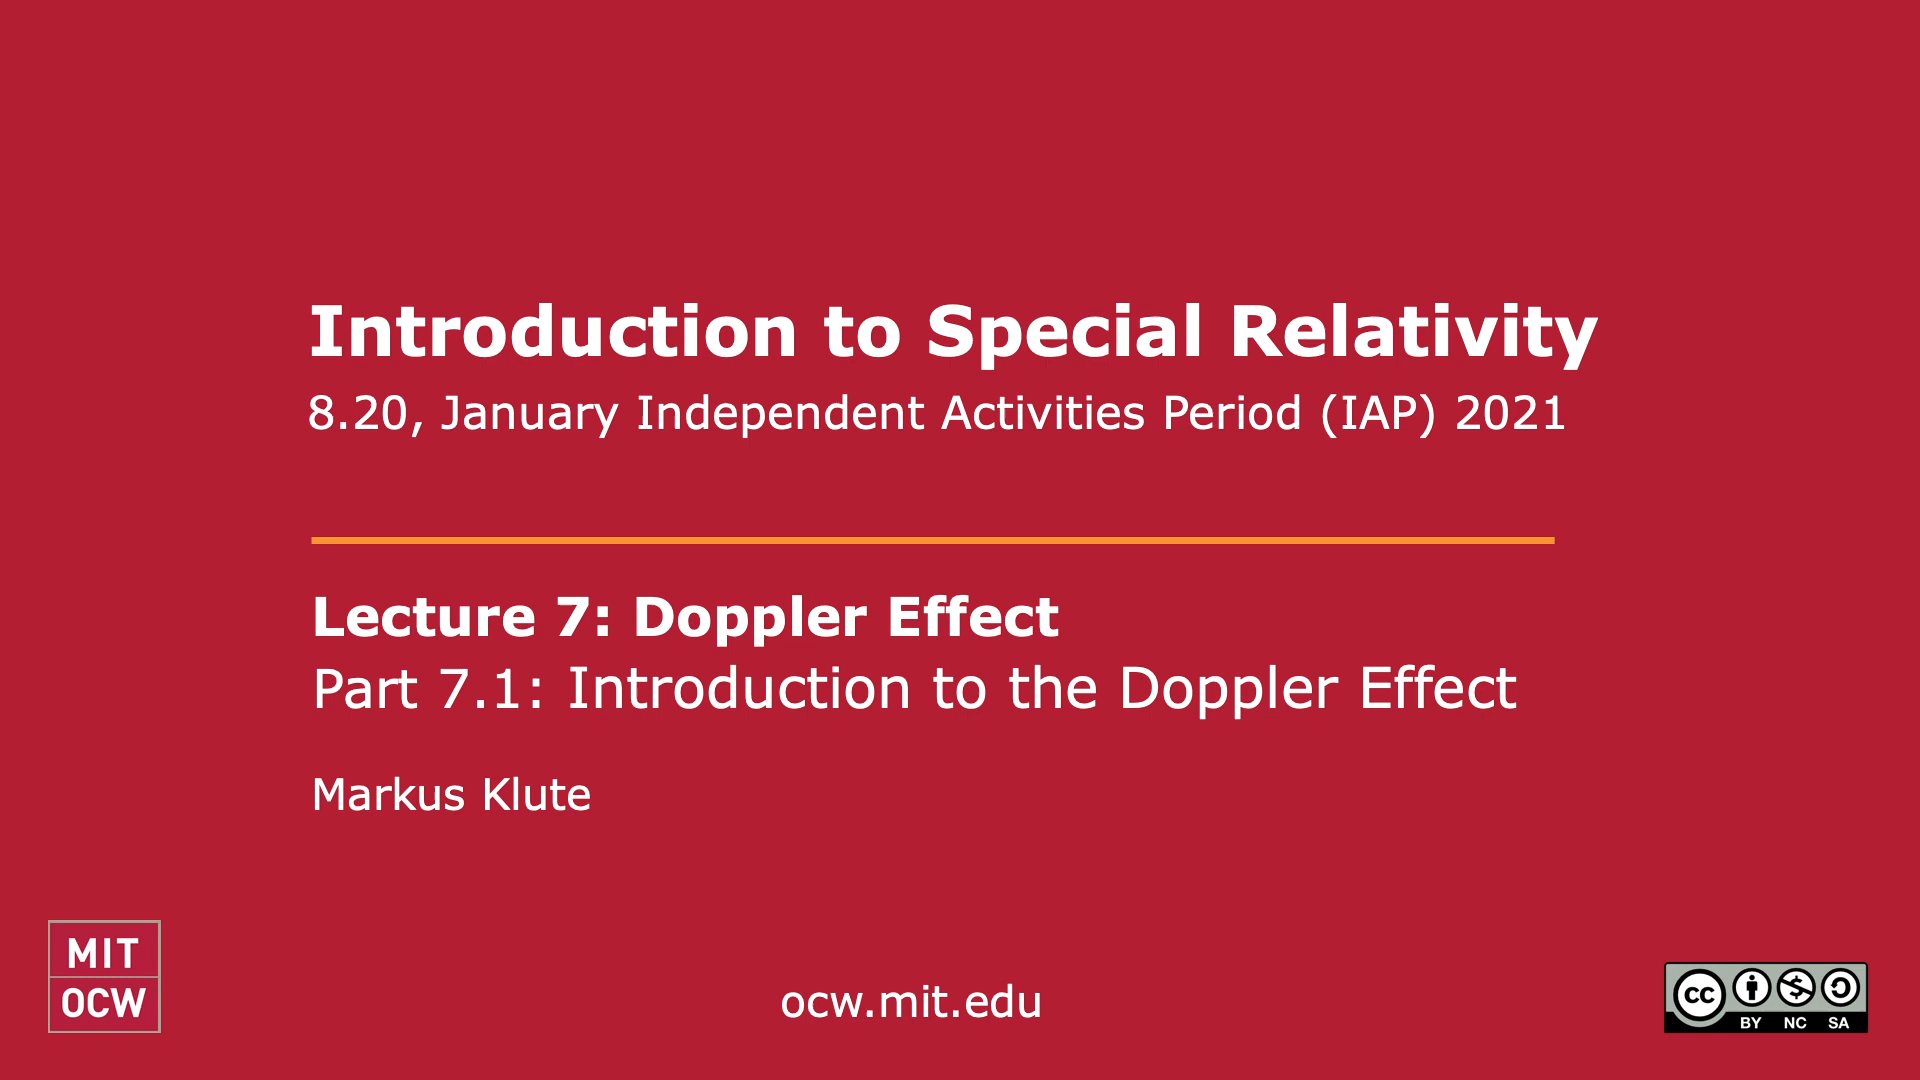 Introduction to Special Relativity
8.20, January Independent Activities Period (IAP) 2021
Lecture 7: Doppler Effect
Part 7.1: Introduction to the Doppler Effect
Markus Klute
MIT
OCW
ocw.mit.edu
cc
BY NC SA